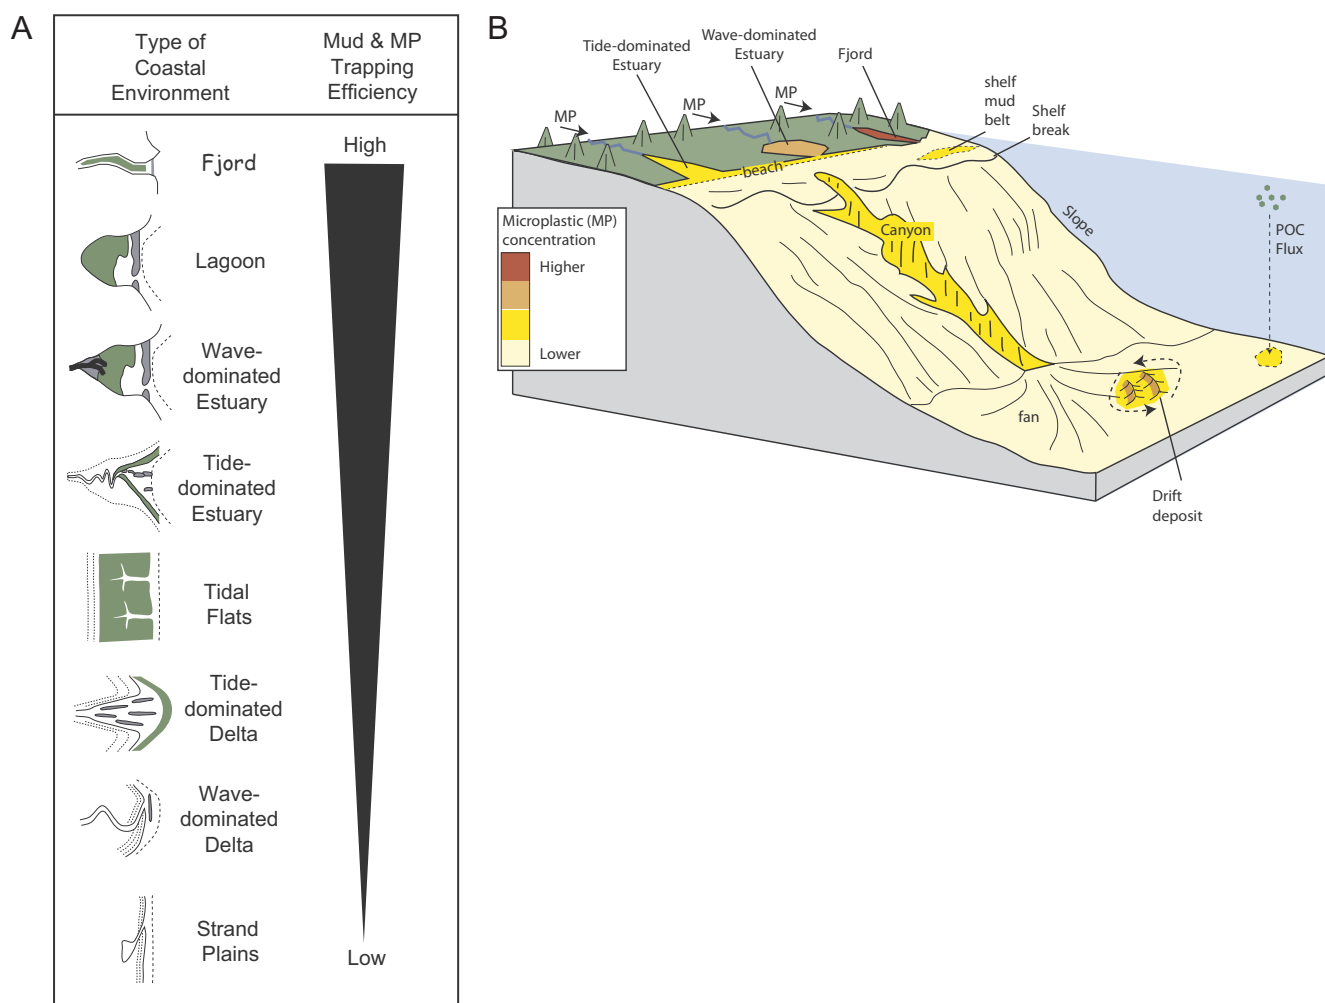 A
Type of
Coastal
Environment
Mud & MP
Trapping
Efficiency
High
Fjord
Lagoon
Wave-
dominated
Estuary
Tide-
dominated
Estuary
Tidal
Flats
Tide-
dominated
Delta
Wave-
dominated
Delta
Strand
Plains
Low
B
Tide-dominated
Estuary
Wave-dominated
Estuary
Fjord
shelf
mud
belt
Shelf
break
MP
MP
MP
beach
Slope
POC
Flux
Canyon
Microplastic (MP)
concentration
Higher
Lower
fan
Drift
deposit